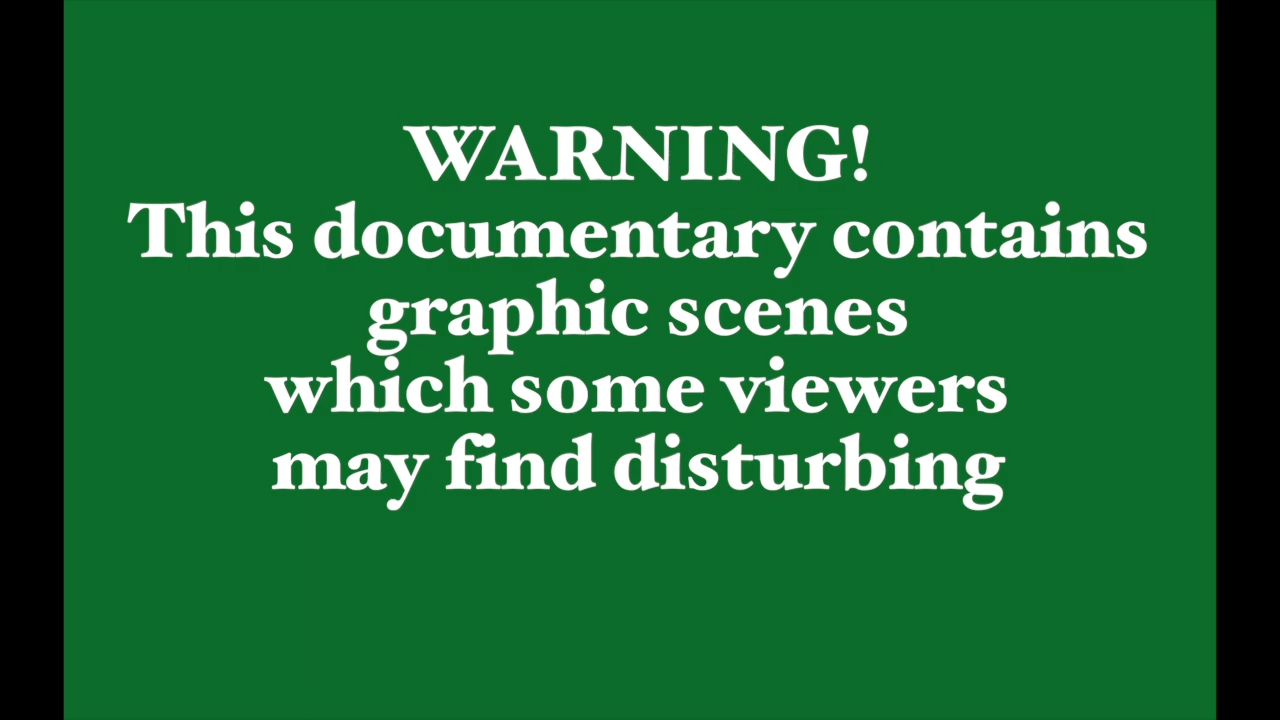 WARNING!
This documentary contains
graphic scenes
which some viewers
may find disturbing